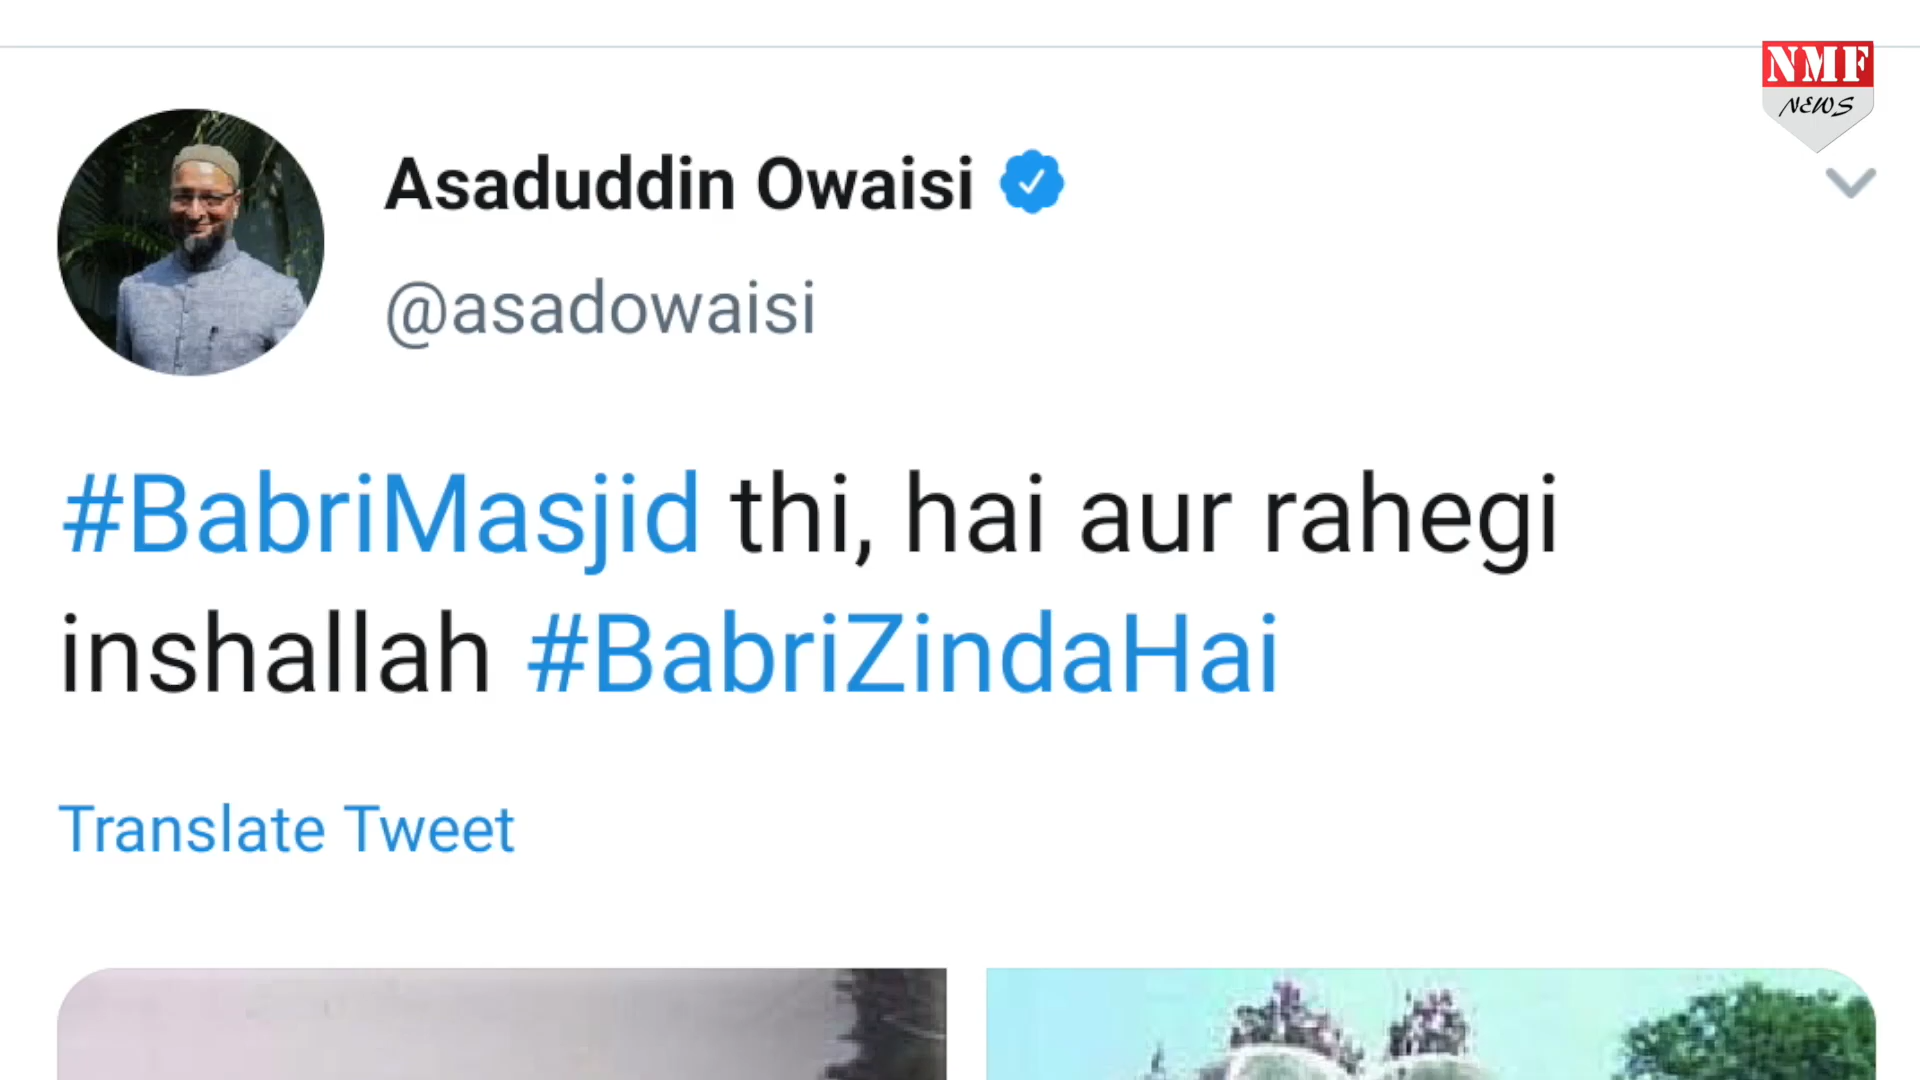 NMF
NEWS
Asaduddin Owaisi
@asadowaisi
#BabriMasjid thi, hai aur rahegi
inshallah #BabriZindaHai
Translate Tweet